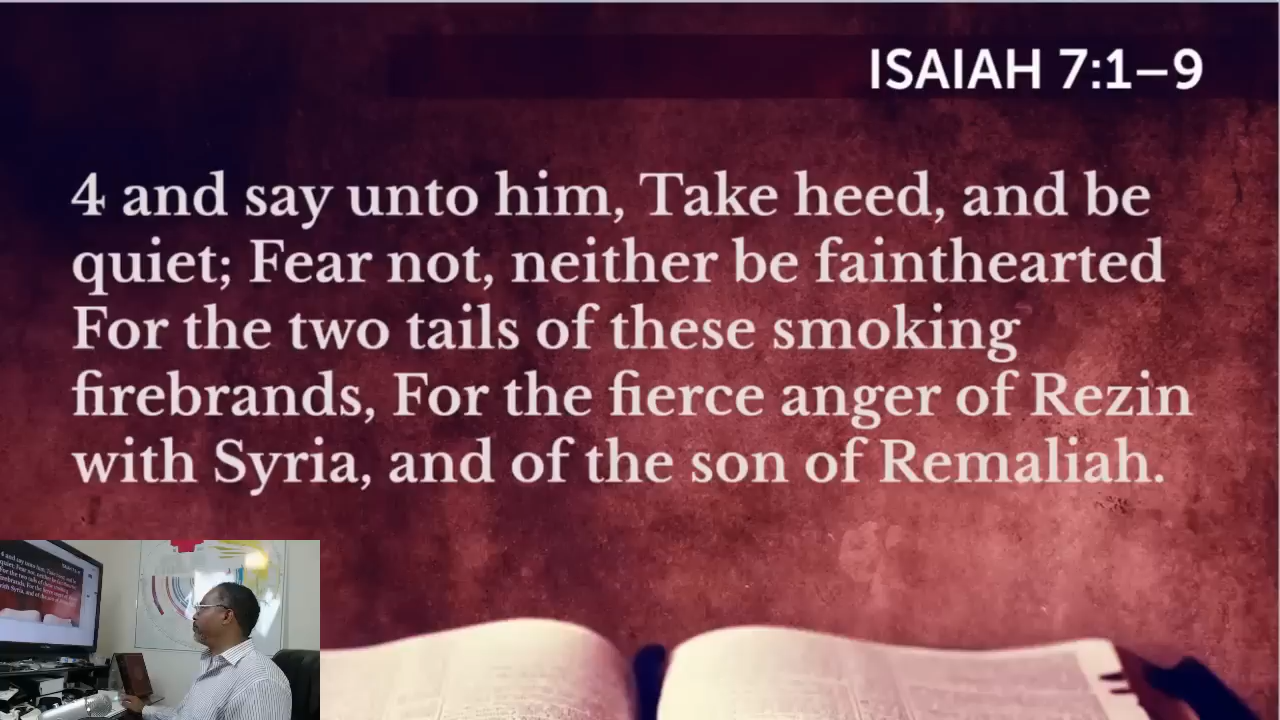 ISAIAH 7:1–9
4 and say unto him, Take heed, and be
quiet; Fear not, neither be fainthearted
For the two tails of these smoking
firebrands, For the fierce anger of Rezin
with Syria, and of the son of Remaliah.